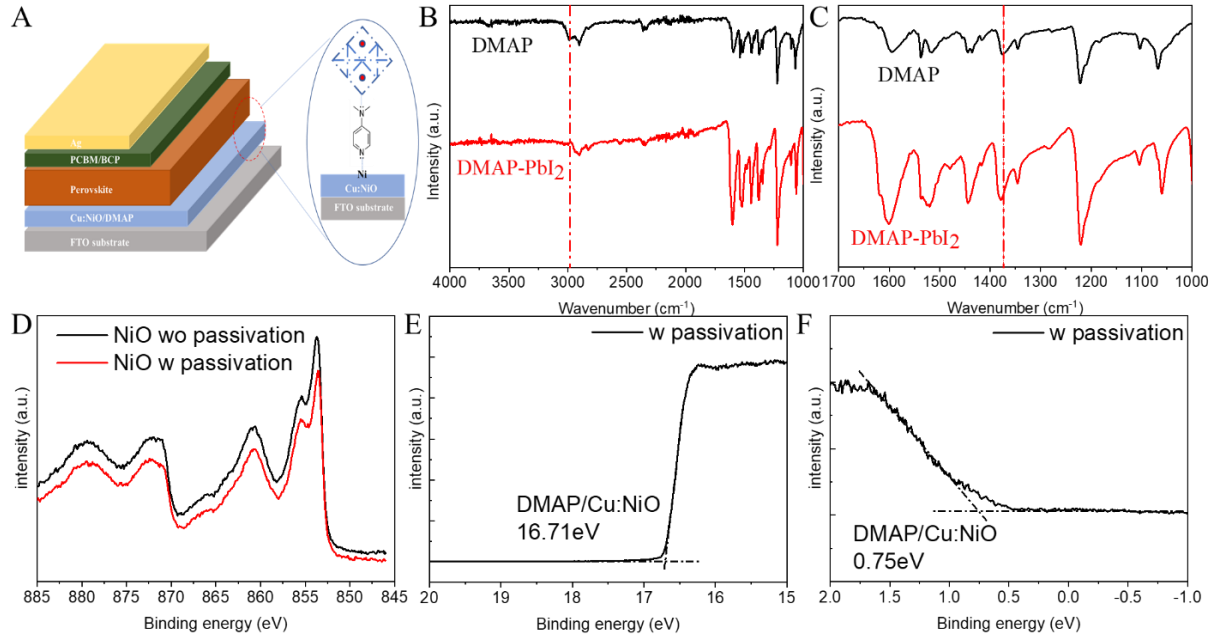 A
Ag
PCBM/BCP
Perovskite
Cu:NiO/DMAP
FTO substrate
N
N
Ni
Cu:NiO
FTO substrate
B
DMAP
DMAP-PbI₂
Intensity (a.u.)
4000 3000 2500 2000 1500 1000
Wavenumber (cm⁻¹)
C
DMAP
DMAP-PbI₂
Intensity (a.u.)
1700 1600 1500 1400 1300 1200 1100 1000
Wavenumber (cm⁻¹)
D
NiO wo passivation
NiO w passivation
intensity (a.u.)
885 880 875 870 865 860 855 850 845
Binding energy (eV)
E
w passivation
DMAP/Cu:NiO
16.71eV
intensity (a.u.)
20 19 18 17 16 15
Binding energy (eV)
F
w passivation
DMAP/Cu:NiO
0.75eV
intensity (a.u.)
2.0 1.5 1.0 0.5 0.0 -0.5 -1.0
Binding energy (eV)